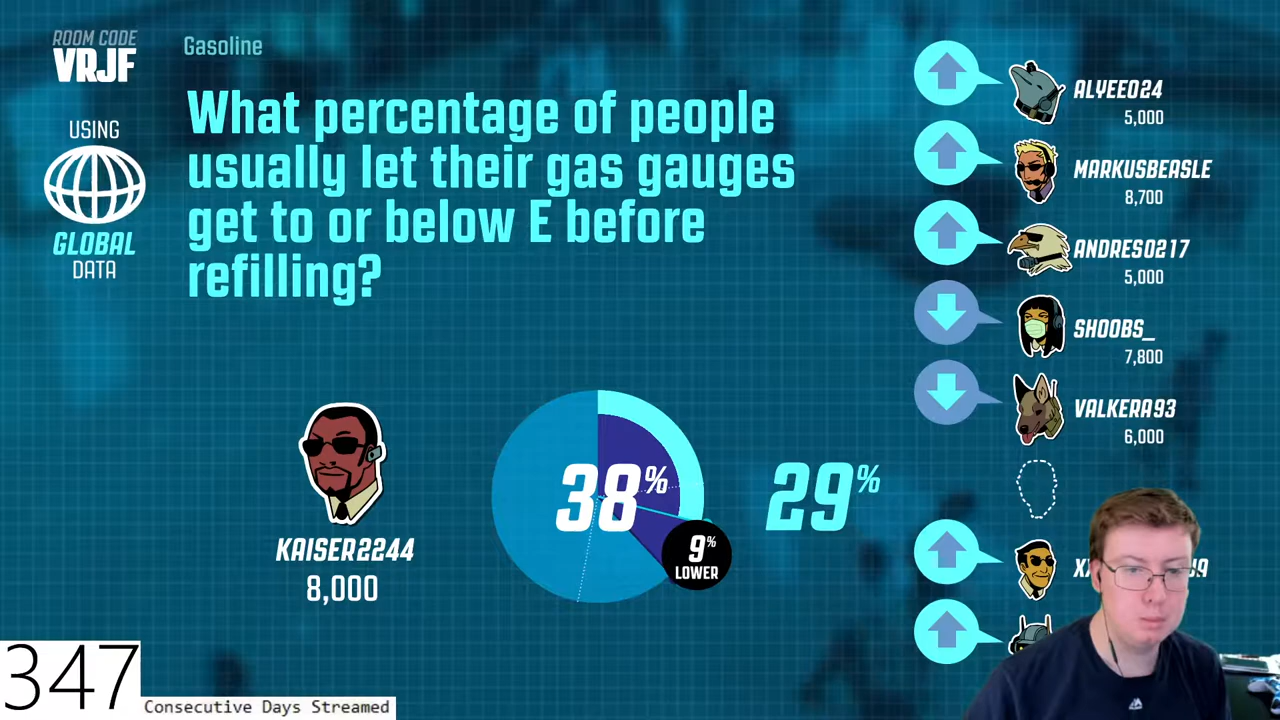 ROOM CODE
VRJF
USING
GLOBAL
DATA
Gasoline
What percentage of people
usually let their gas gauges
get to or below E before
refilling?
KAISER2244
8,000
38%
9%
LOWER
29%
ALYEEO24
5,000
MARKUSBEASLE
8,700
ANDRES0217
5,000
SHOOBS_
7,800
VALKERA93
6,000
347
Consecutive Days Streamed